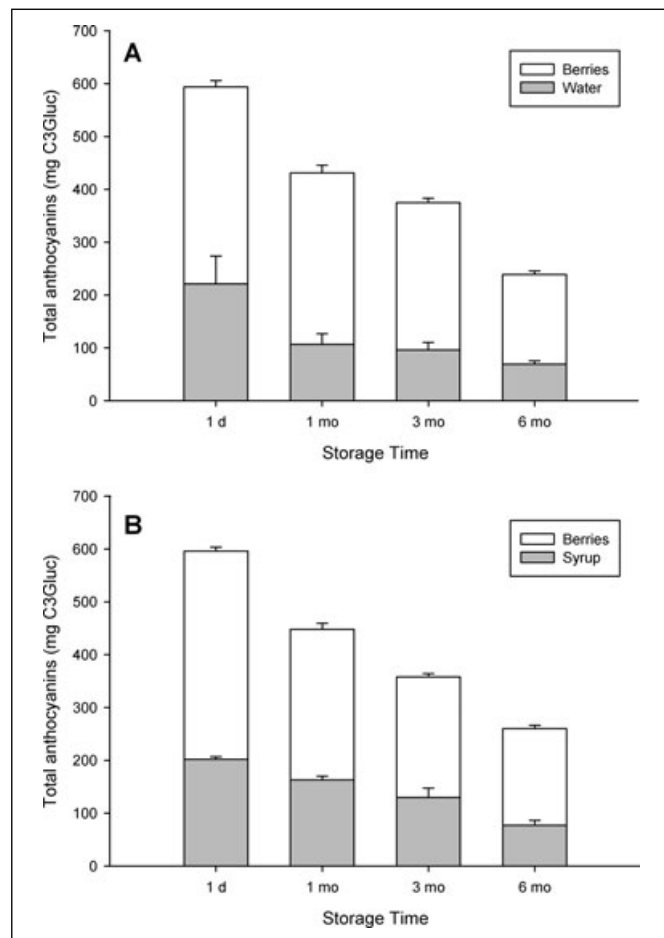 A
Berries
Water
Total anthocyanins (mg C3Gluc)
700
600
500
400
300
200
100
0
1 d 1 mo 3 mo 6 mo
Storage Time
B
Berries
Syrup
Total anthocyanins (mg C3Gluc)
700
600
500
400
300
200
100
0
1 d 1 mo 3 mo 6 mo
Storage Time